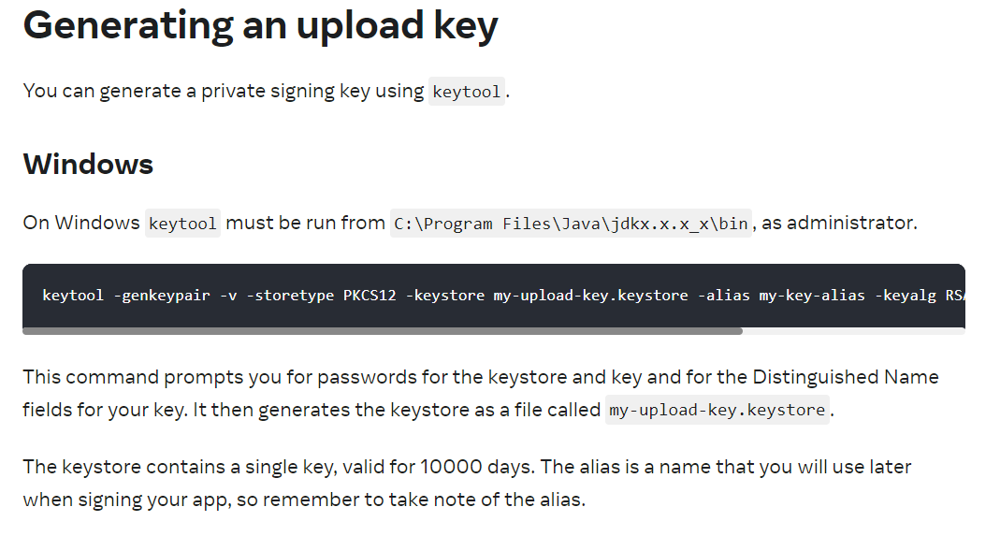 Generating an upload key
You can generate a private signing key using keytool.
Windows
On Windows keytool must be run from C:\Program Files\Java\jdkx.x.x_x\bin, as administrator.
keytool -genkeypair -v -storetype PKCS12 -keystore my-upload-key.keystore -alias my-key-alias -keyalg RSA
This command prompts you for passwords for the keystore and key and for the Distinguished Name
fields for your key. It then generates the keystore as a file called my-upload-key.keystore.
The keystore contains a single key, valid for 10000 days. The alias is a name that you will use later
when signing your app, so remember to take note of the alias.